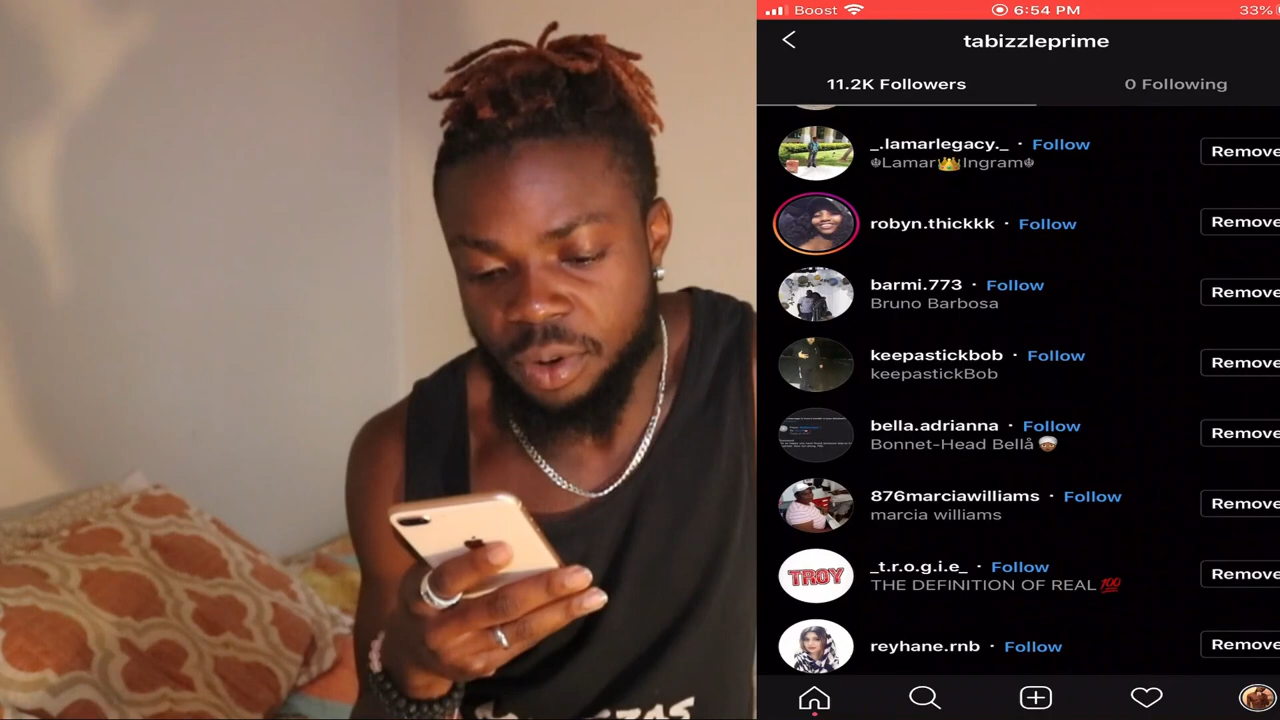 Boost 6:54 PM 33%
tabizzleprime
11.2K Followers 0 Following
_.lamarlegacy._ · Follow
☬Lamar👑Ingram☬
Remove
robyn.thickkk · Follow
Remove
barmi.773 · Follow
Bruno Barbosa
Remove
keepastickbob · Follow
keepastickBob
Remove
bella.adrianna · Follow
Bonnet-Head Bellå👳🏾
Remove
876marciawilliams · Follow
marcia williams
Remove
TROY
_t.r.o.g.i.e_ · Follow
THE DEFINITION OF REAL 💯
Remove
reyhane.rnb · Follow
Remove